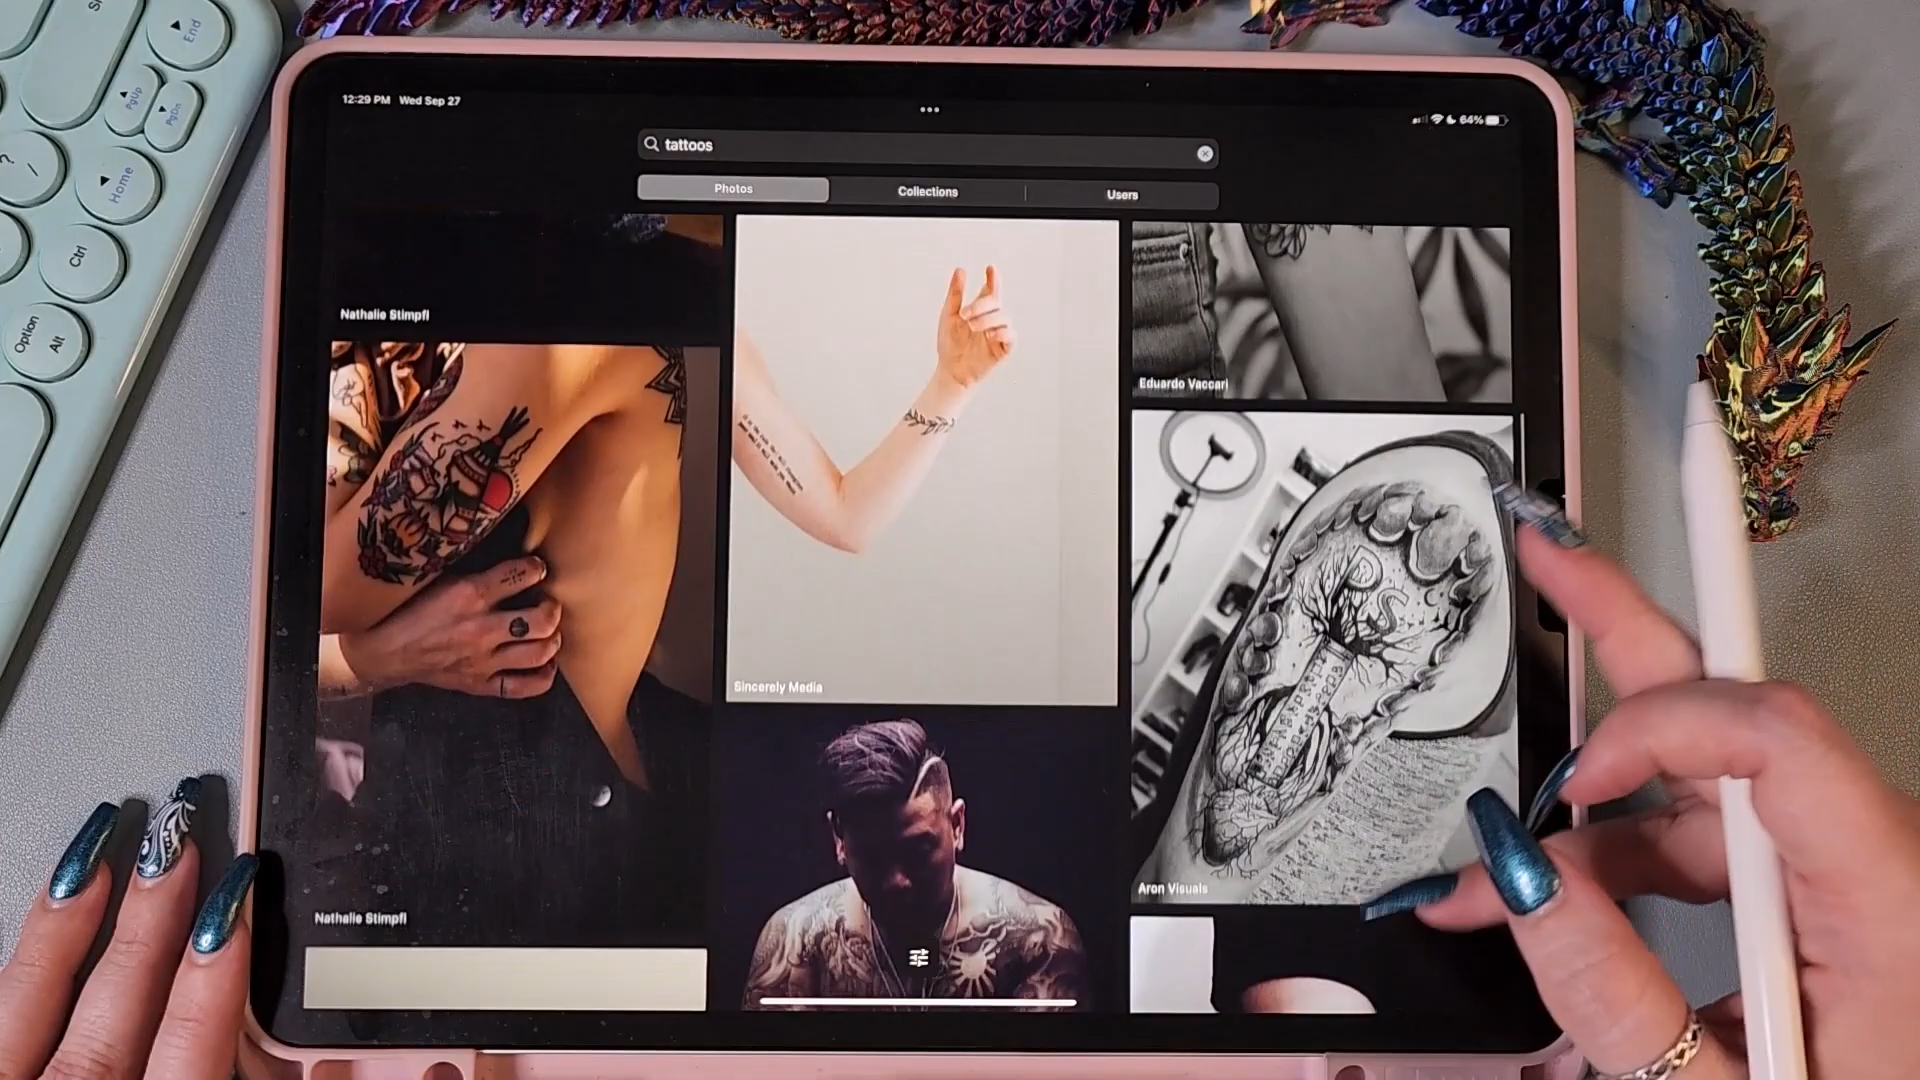 End
PgUp
PgDn
?
/
Home
Ctrl
Option
Alt
12:29 PM Wed Sep 27
64%
tattoos
Photos
Collections
Users
Nathalie Stimpfl
Eduardo Vaccari
Sincerely Media
PS
Aron Visuals
Nathalie Stimpfl